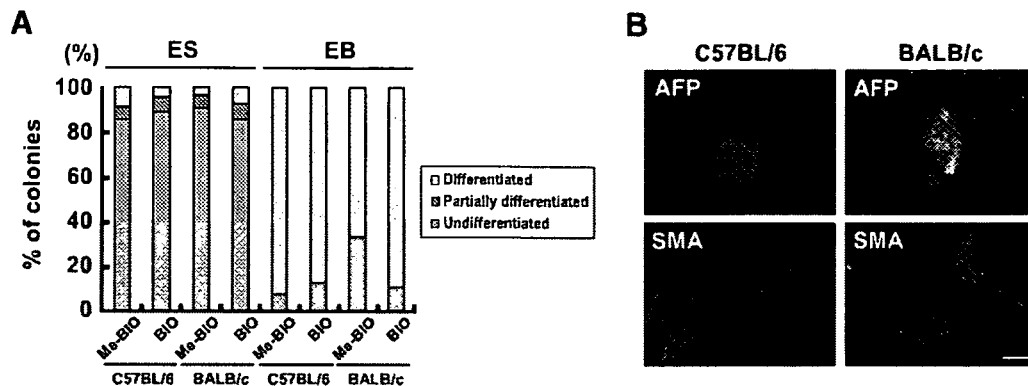 A
(%)
ES
EB
100
80
60
40
20
0
% of colonies
Me-BIO
BIO
Me-BIO
BIO
Me-BIO
BIO
Me-BIO
BIO
C57BL/6
BALB/c
C57BL/6
BALB/c
Differentiated
Partially differentiated
Undifferentiated
B
C57BL/6
BALB/c
AFP
AFP
SMA
SMA